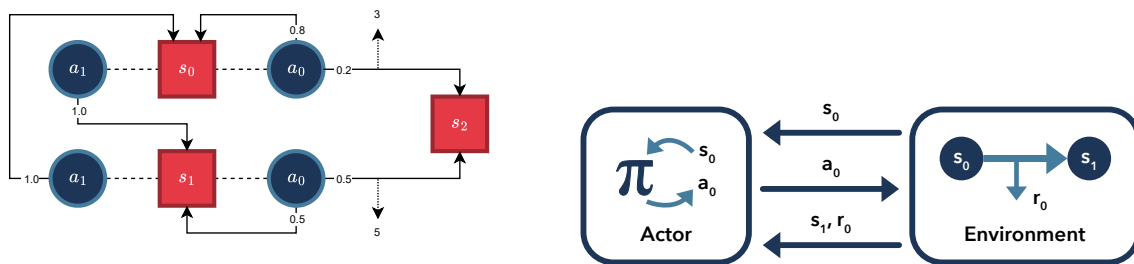 3
0.8
a₁ s₀ a₀ 0.2
1.0
s₂
1.0 a₁ s₁ a₀ 0.5
0.5
5
s₀
π s₀
a₀
Actor
a₀
s₁, r₀
s₀ s₁
r₀
Environment